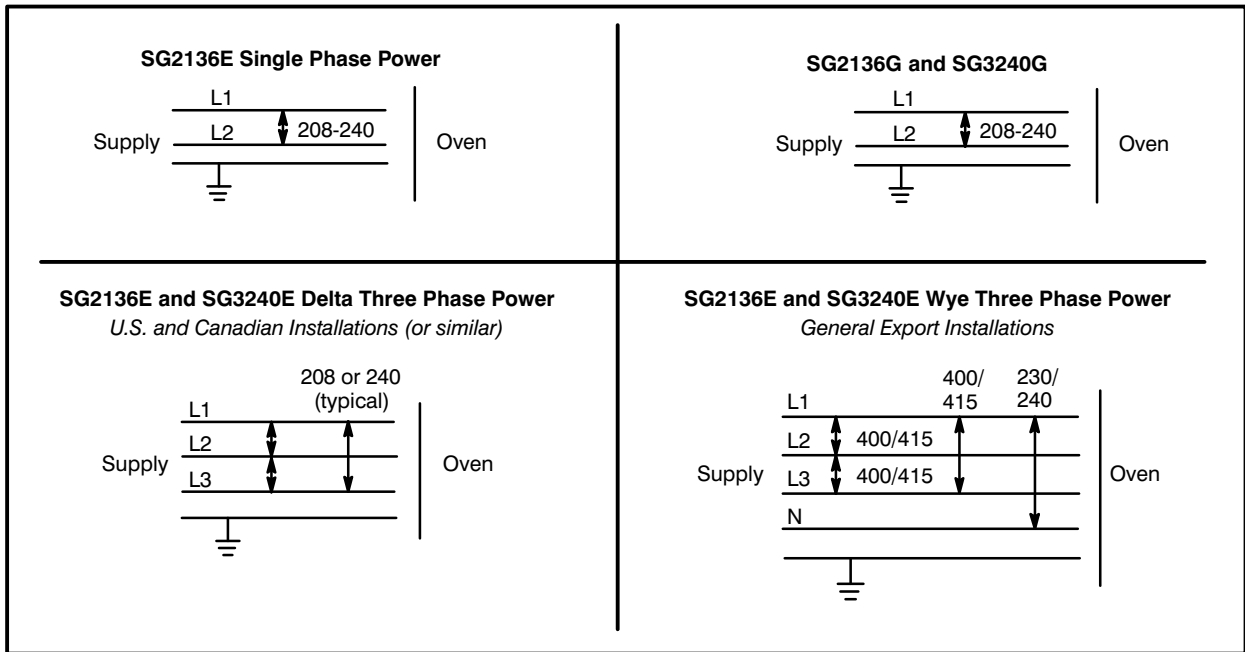 SG2136E Single Phase Power
L1
L2
208-240
Supply
Oven
SG2136G and SG3240G
L1
L2
208-240
Supply
Oven
SG2136E and SG3240E Delta Three Phase Power
U.S. and Canadian Installations (or similar)
208 or 240
(typical)
L1
L2
L3
Supply
Oven
SG2136E and SG3240E Wye Three Phase Power
General Export Installations
400/
415
230/
240
L1
L2
400/415
L3
400/415
N
Supply
Oven